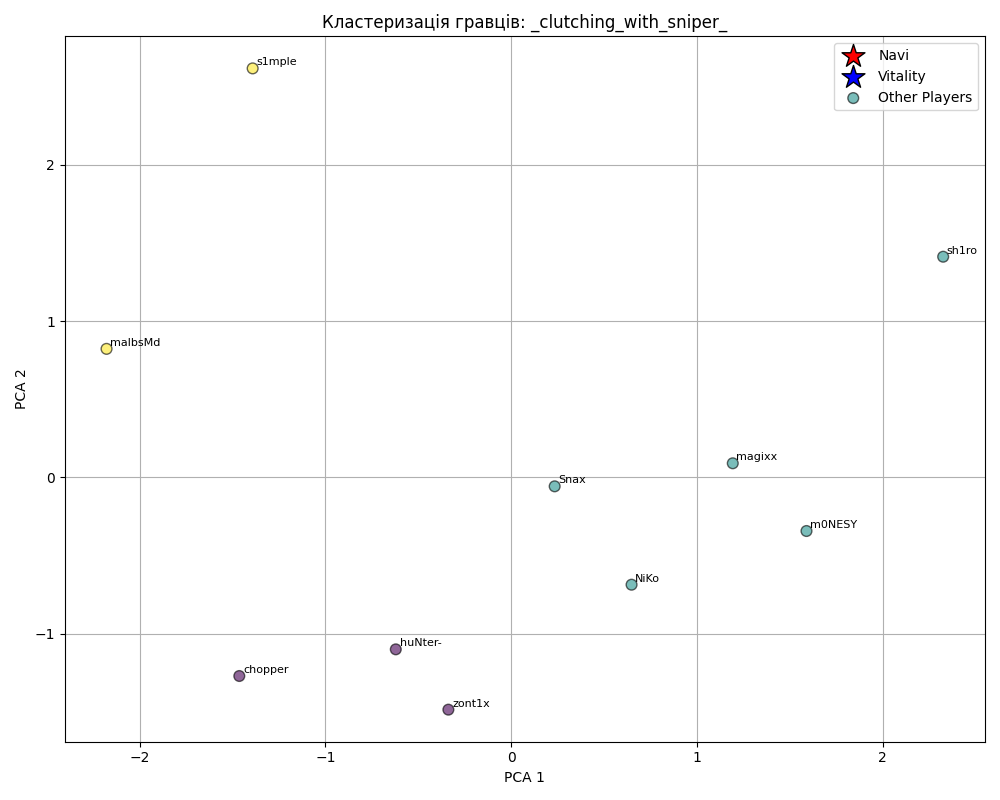 Кластеризація гравців: _clutching_with_sniper_
Navi
Vitality
Other Players
s1mple
sh1ro
malbsMd
magixx
Snax
m0NESY
NiKo
huNter-
chopper
zont1x
2
1
0
−1
−2
−1
0
1
2
PCA 1
PCA 2